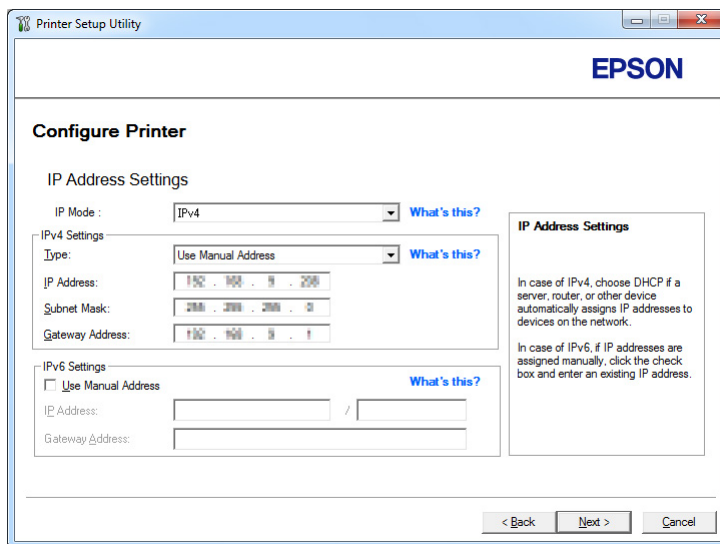 Printer Setup Utility
EPSON
Configure Printer
IP Address Settings
IP Mode : IPv4 What's this?
IPv4 Settings
Type: Use Manual Address What's this?
IP Address:
Subnet Mask:
Gateway Address:
IPv6 Settings
Use Manual Address What's this?
IP Address: /
Gateway Address:
IP Address Settings
In case of IPv4, choose DHCP if a
server, router, or other device
automatically assigns IP addresses to
devices on the network.
In case of IPv6, if IP addresses are
assigned manually, click the check
box and enter an existing IP address.
< Back Next > Cancel